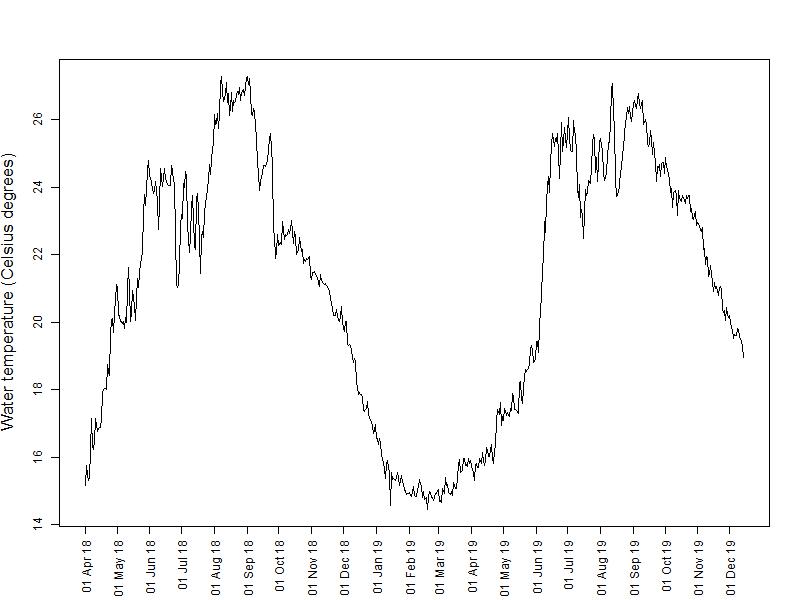 Water temperature (Celsius degrees)
26
24
22
20
18
16
14
01 Apr 18
01 May 18
01 Jun 18
01 Jul 18
01 Aug 18
01 Sep 18
01 Oct 18
01 Nov 18
01 Dec 18
01 Jan 19
01 Feb 19
01 Mar 19
01 Apr 19
01 May 19
01 Jun 19
01 Jul 19
01 Aug 19
01 Sep 19
01 Oct 19
01 Nov 19
01 Dec 19